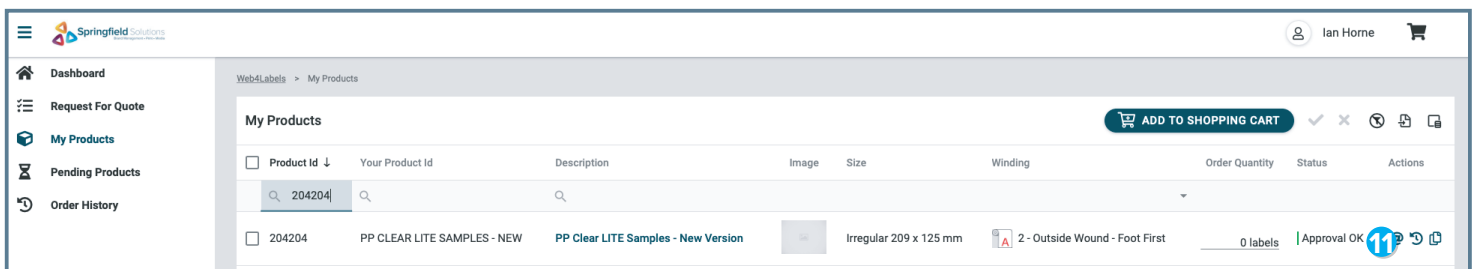 Springfield Solutions
Ian Horne
Dashboard
Request For Quote
My Products
Pending Products
Order History
Web4Labels > My Products
My Products
ADD TO SHOPPING CART
Product Id ↓ Your Product Id Description Image Size Winding Order Quantity Status Actions
204204
204204 PP CLEAR LITE SAMPLES - NEW PP Clear LITE Samples - New Version Irregular 209 x 125 mm 2 - Outside Wound - Foot First 0 labels Approval OK 11